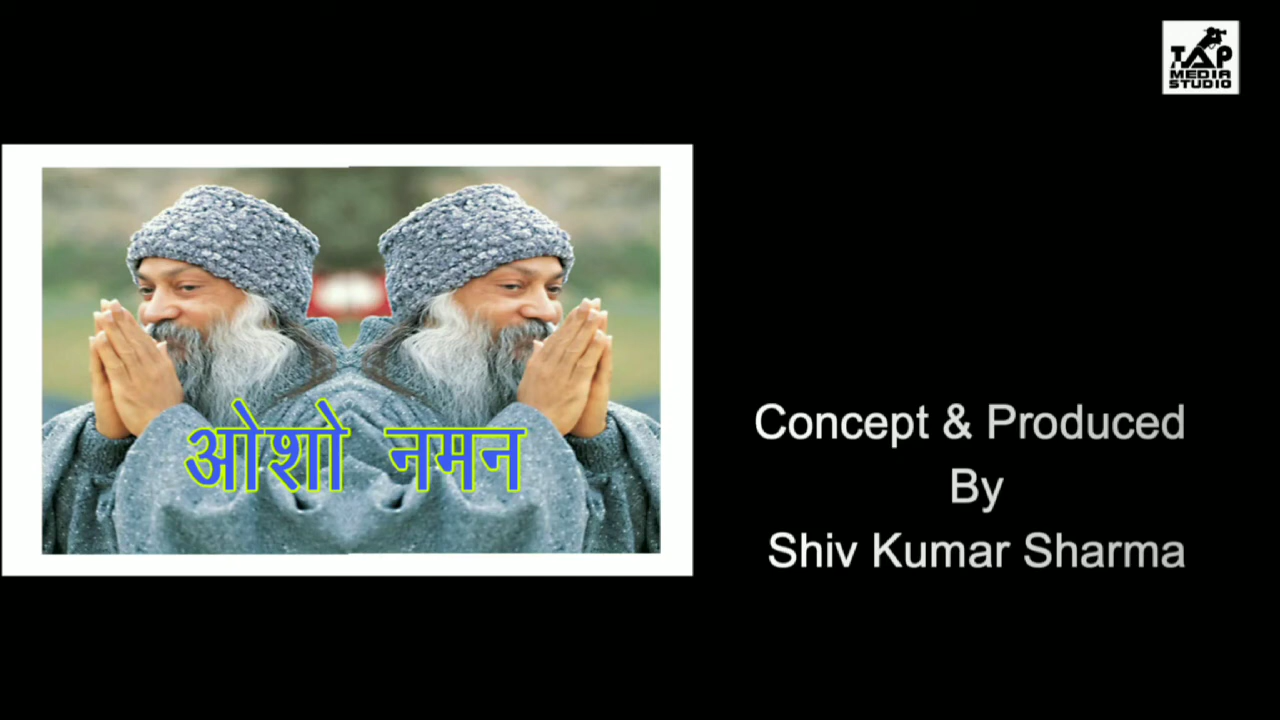 TAP
MEDIA
STUDIO
ओशो नमन
Concept & Produced
By
Shiv Kumar Sharma